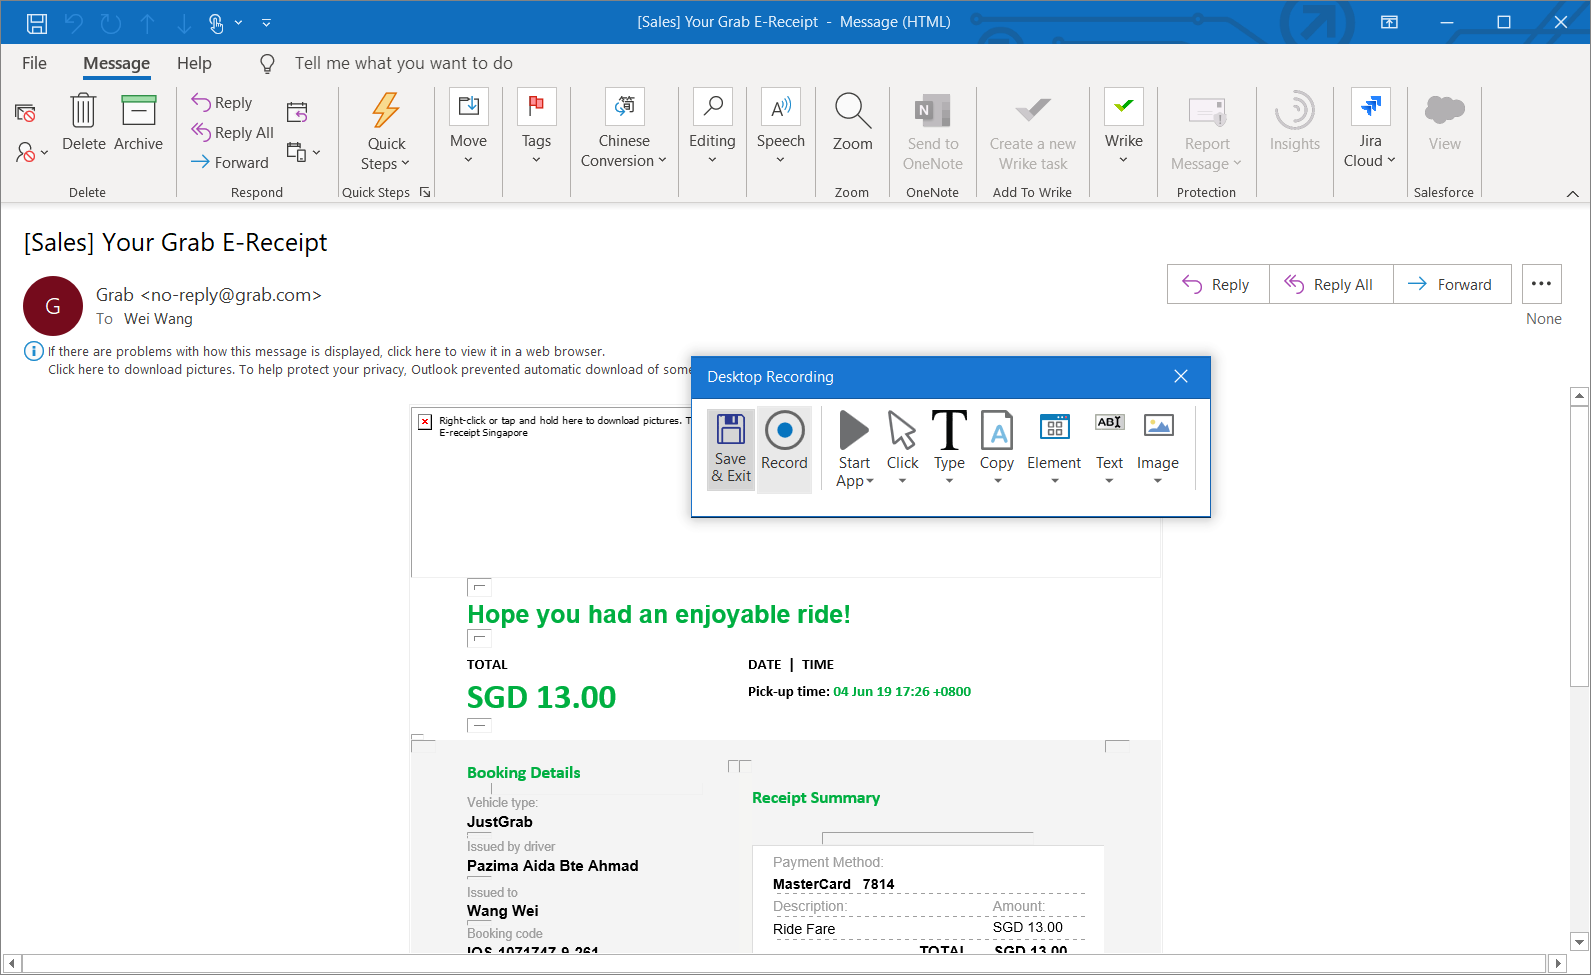 [Sales] Your Grab E-Receipt - Message (HTML)
File Message Help Tell me what you want to do
Delete
Archive
Reply
Reply All
Forward
Quick Steps
Move
Tags
Chinese Conversion
Editing
Speech
Zoom
Send to OneNote
Create a new Wrike task
Wrike
Report Message
Insights
Jira Cloud
View
Delete Respond Quick Steps Zoom OneNote Add To Wrike Protection Salesforce
[Sales] Your Grab E-Receipt
G
Grab <no-reply@grab.com>
To Wei Wang
Reply Reply All Forward
None
If there are problems with how this message is displayed, click here to view it in a web browser.
Click here to download pictures. To help protect your privacy, Outlook prevented automatic download of some
Desktop Recording
Save & Exit
Record
Start App
Click
Type
Copy
Element
Text
Image
Right-click or tap and hold here to download pictures. T
E-receipt Singapore
Hope you had an enjoyable ride!
TOTAL
SGD 13.00
DATE | TIME
Pick-up time: 04 Jun 19 17:26 +0800
Booking Details
Vehicle type:
JustGrab
Issued by driver
Pazima Aida Bte Ahmad
Issued to
Wang Wei
Booking code
IOS-1071747-9-261
Receipt Summary
Payment Method:
MasterCard 7814
Description: Amount:
Ride Fare SGD 13.00
TOTAL SGD 13.00